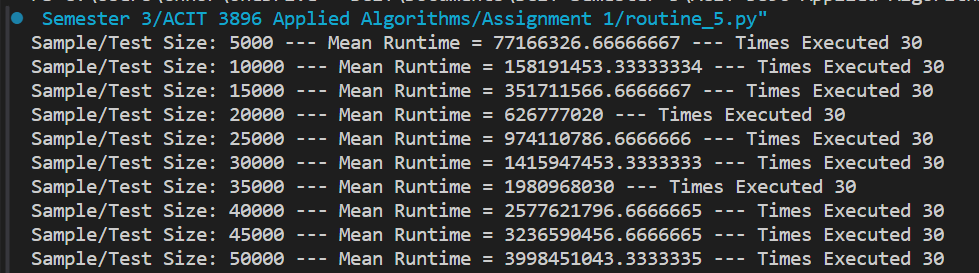 Semester 3/ACIT 3896 Applied Algorithms/Assignment 1/routine_5.py"
Sample/Test Size: 5000 --- Mean Runtime = 77166326.66666667 --- Times Executed 30
Sample/Test Size: 10000 --- Mean Runtime = 158191453.33333334 --- Times Executed 30
Sample/Test Size: 15000 --- Mean Runtime = 351711566.6666667 --- Times Executed 30
Sample/Test Size: 20000 --- Mean Runtime = 626777020 --- Times Executed 30
Sample/Test Size: 25000 --- Mean Runtime = 974110786.6666666 --- Times Executed 30
Sample/Test Size: 30000 --- Mean Runtime = 1415947453.3333333 --- Times Executed 30
Sample/Test Size: 35000 --- Mean Runtime = 1980968030 --- Times Executed 30
Sample/Test Size: 40000 --- Mean Runtime = 2577621796.6666665 --- Times Executed 30
Sample/Test Size: 45000 --- Mean Runtime = 3236590456.6666665 --- Times Executed 30
Sample/Test Size: 50000 --- Mean Runtime = 3998451043.3333335 --- Times Executed 30